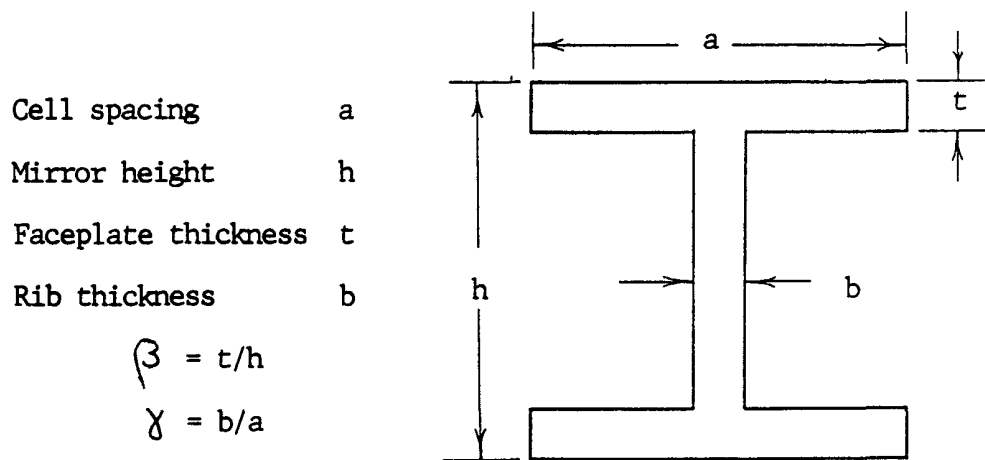 Cell spacing a
Mirror height h
Faceplate thickness t
Rib thickness b
β = t/h
γ = b/a
a
t
h
b